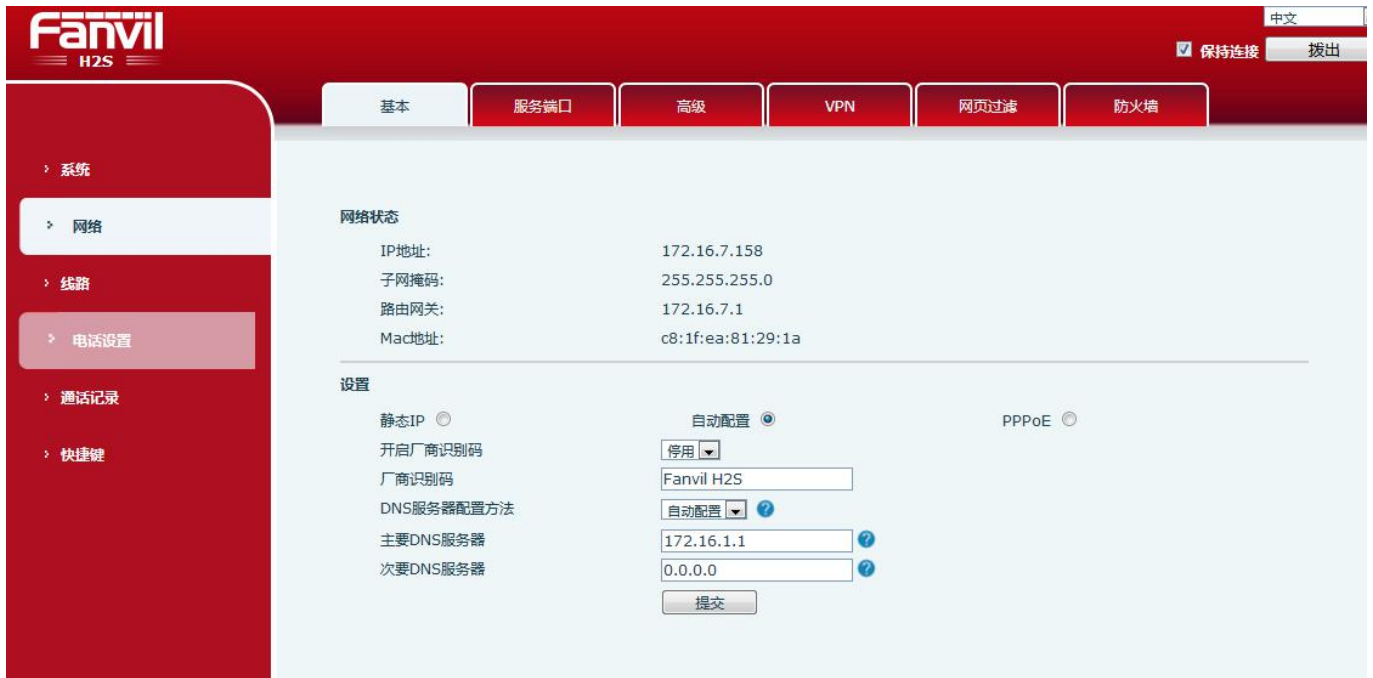 Fanvil
H2S
中文
保持连接 拨出
基本 服务端口 高级 VPN 网页过滤 防火墙
系统
网络
线路
电话设置
通话记录
快捷键
网络状态
IP地址: 172.16.7.158
子网掩码: 255.255.255.0
路由网关: 172.16.7.1
Mac地址: c8:1f:ea:81:29:1a
设置
静态IP 自动配置 PPPoE
开启厂商识别码 停用
厂商识别码 Fanvil H2S
DNS服务器配置方法 自动配置
主要DNS服务器 172.16.1.1
次要DNS服务器 0.0.0.0
提交